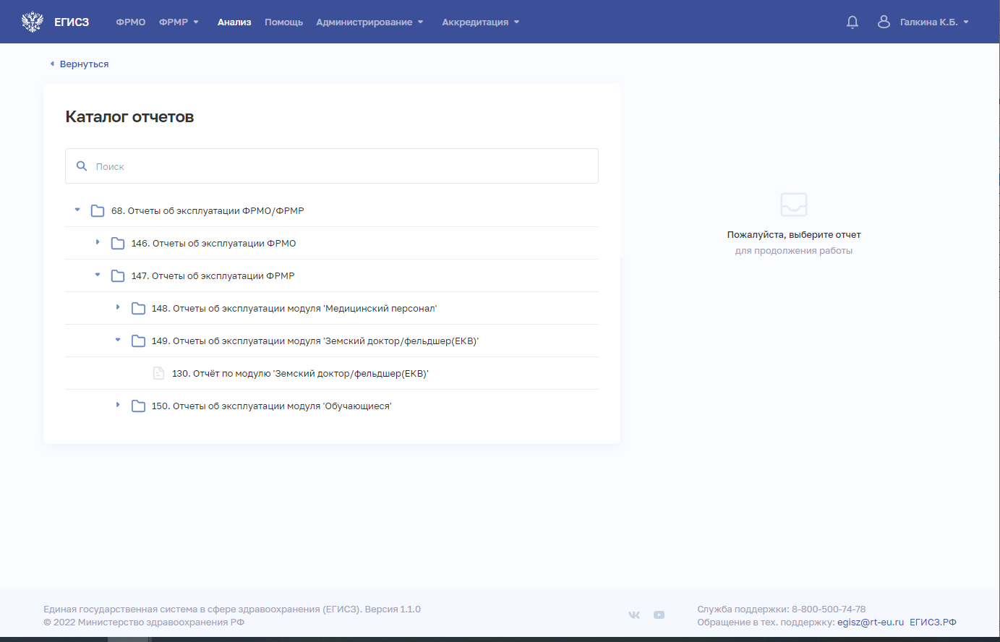 ЕГИСЗ ФРМО ФРМР Анализ Помощь Администрирование Аккредитация Галкина К.Б.
Вернуться
Каталог отчетов
Поиск
68. Отчеты об эксплуатации ФРМО/ФРМР
146. Отчеты об эксплуатации ФРМО
147. Отчеты об эксплуатации ФРМР
148. Отчеты об эксплуатации модуля 'Медицинский персонал'
149. Отчеты об эксплуатации модуля 'Земский доктор/фельдшер(ЕКВ)'
130. Отчёт по модулю 'Земский доктор/фельдшер(ЕКВ)'
150. Отчеты об эксплуатации модуля 'Обучающиеся'
Пожалуйста, выберите отчет
для продолжения работы
Единая государственная система в сфере здравоохранения (ЕГИСЗ). Версия 1.1.0
© 2022 Министерство здравоохранения РФ
Служба поддержки: 8-800-500-74-78
Обращение в тех. поддержку: egisz@rt-eu.ru ЕГИСЗ.РФ